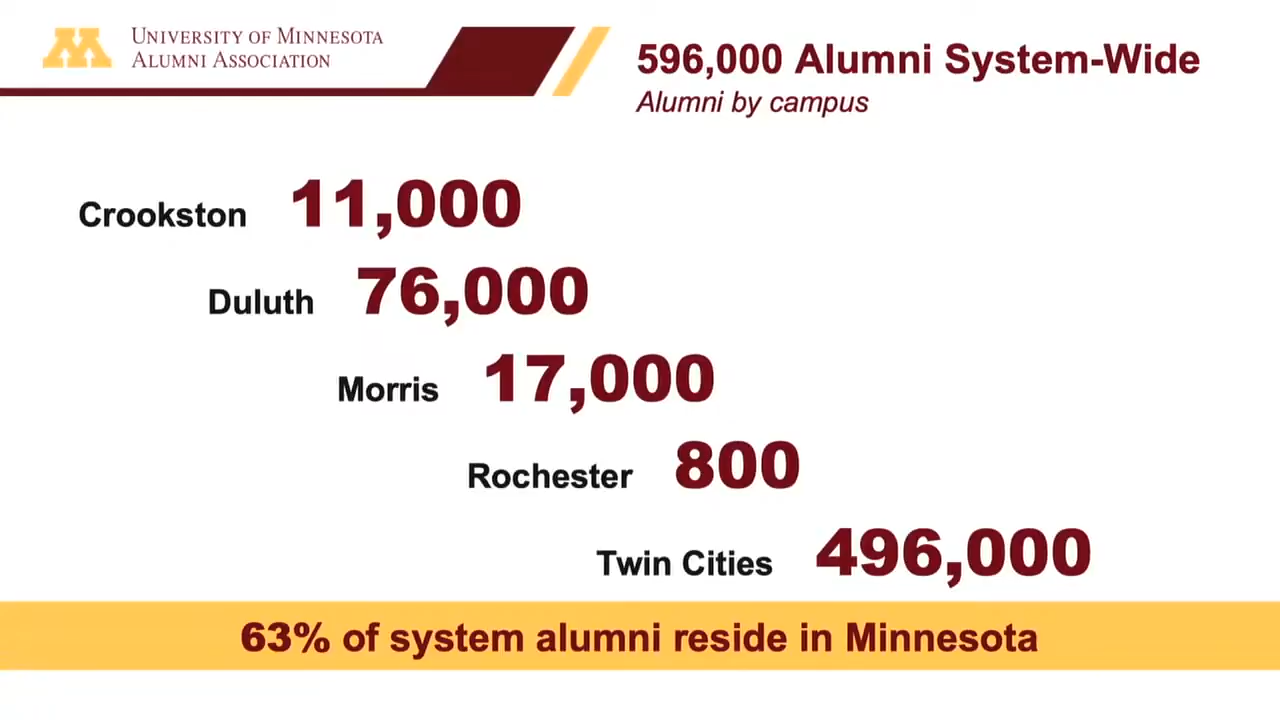 UNIVERSITY OF MINNESOTA
ALUMNI ASSOCIATION
596,000 Alumni System-Wide
Alumni by campus
Crookston 11,000
Duluth 76,000
Morris 17,000
Rochester 800
Twin Cities 496,000
63% of system alumni reside in Minnesota